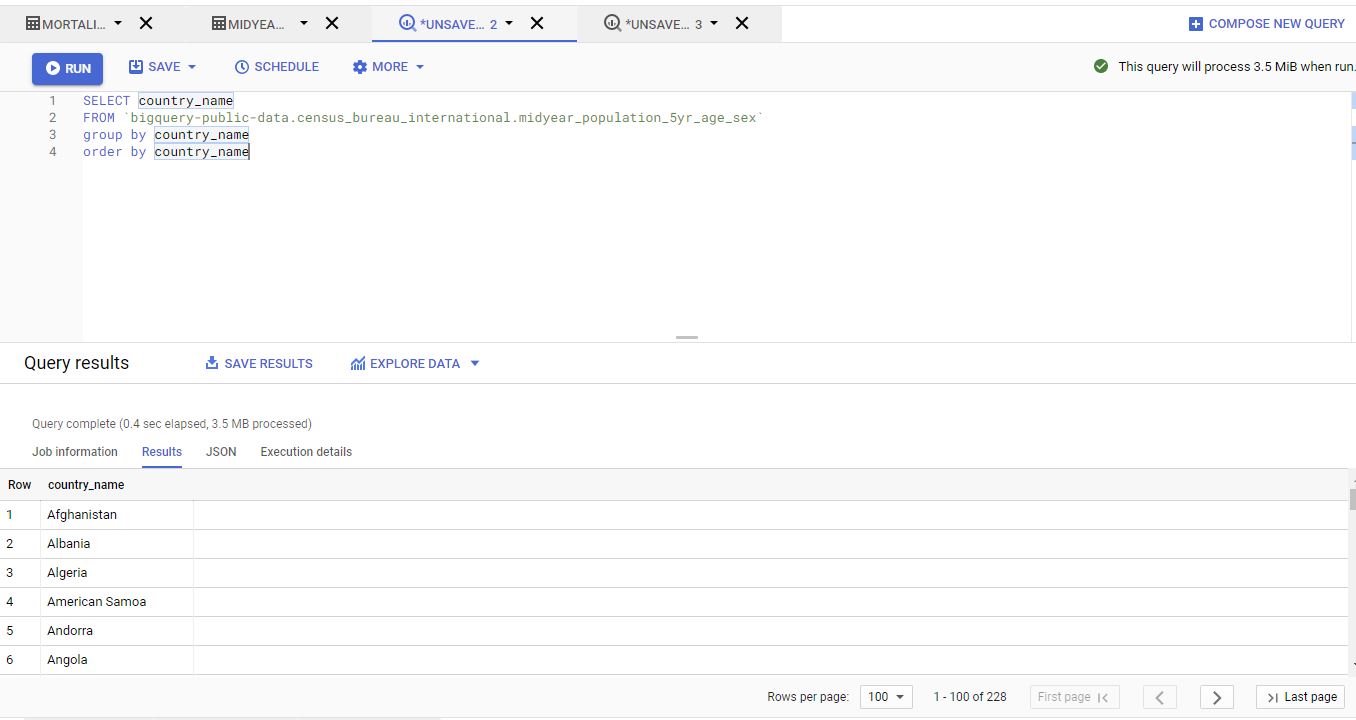 MORTALI... MIDYEA... *UNSAVE... 2 *UNSAVE... 3 COMPOSE NEW QUERY
RUN SAVE SCHEDULE MORE This query will process 3.5 MiB when run.
1 SELECT country_name
2 FROM `bigquery-public-data.census_bureau_international.midyear_population_5yr_age_sex`
3 group by country_name
4 order by country_name
Query results SAVE RESULTS EXPLORE DATA
Query complete (0.4 sec elapsed, 3.5 MB processed)
Job information Results JSON Execution details
Row country_name
1 Afghanistan
2 Albania
3 Algeria
4 American Samoa
5 Andorra
6 Angola
Rows per page: 100 1 - 100 of 228 First page Last page